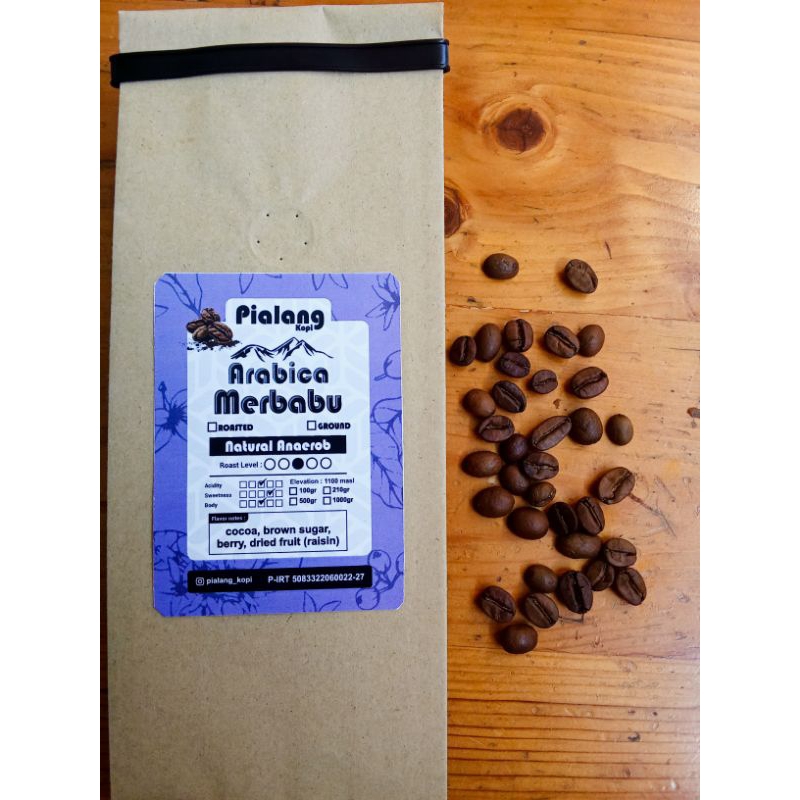 Pialang
Kopi
Arabica
Merbabu
ROASTED GROUND
Natural Anaerob
Roast Level :
Acidity
Sweetness
Body
Elevation : 1100 masl
100gr 210gr
500gr 1000gr
Flavor notes :
cocoa, brown sugar,
berry, dried fruit (raisin)
pialang_kopi P-IRT 5083322060022-27